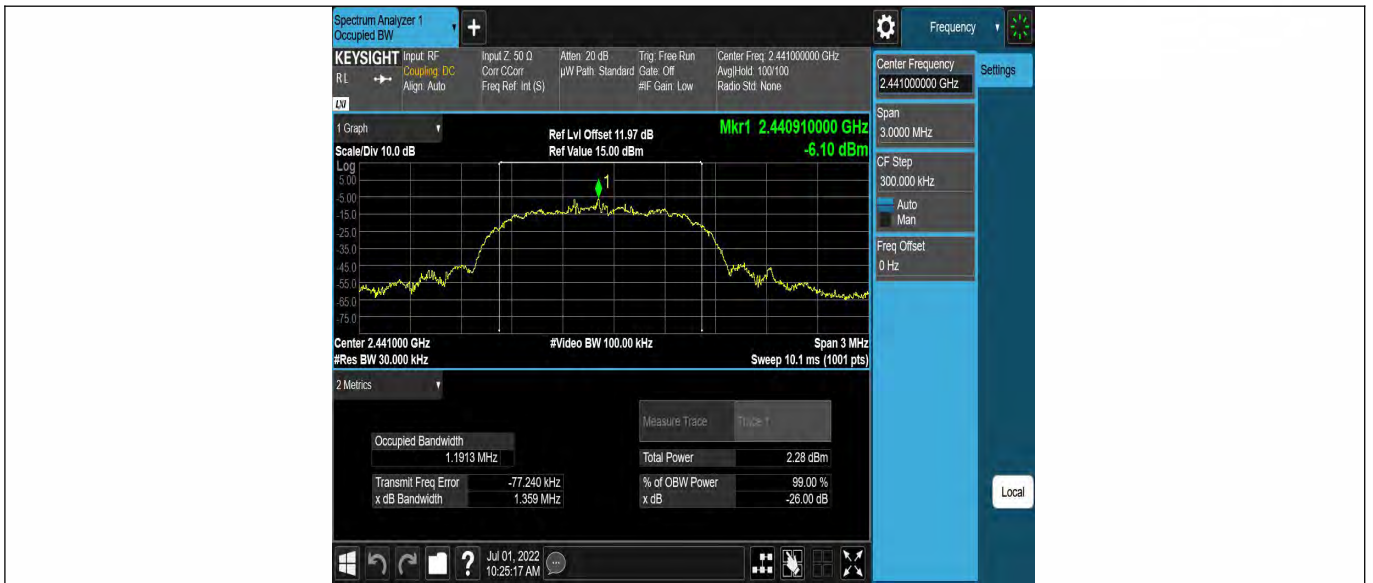 Spectrum Analyzer 1
Occupied BW
+
Frequency
KEYSIGHT
RL
LXI
Input: RF
Coupling: DC
Align: Auto
Input Z: 50 Ω
Corr CCorr
Freq Ref: Int (S)
Atten: 20 dB
µW Path: Standard
Trig: Free Run
Gate: Off
#IF Gain: Low
Center Freq: 2.441000000 GHz
Avg|Hold: 100/100
Radio Std: None
Center Frequency
2.441000000 GHz
Settings
Span
3.0000 MHz
CF Step
300.000 kHz
Auto
Man
Freq Offset
0 Hz
Local
1 Graph
Scale/Div 10.0 dB
Ref Lvl Offset 11.97 dB
Ref Value 15.00 dBm
Mkr1 2.440910000 GHz
-6.10 dBm
Log
5.00
-5.00
-15.0
-25.0
-35.0
-45.0
-55.0
-65.0
-75.0
1
Center 2.441000 GHz
#Res BW 30.000 kHz
#Video BW 100.00 kHz
Span 3 MHz
Sweep 10.1 ms (1001 pts)
2 Metrics
Measure Trace Trace 1
Occupied Bandwidth
1.1913 MHz
Total Power 2.28 dBm
Transmit Freq Error -77.240 kHz
% of OBW Power 99.00 %
x dB Bandwidth 1.359 MHz
x dB -26.00 dB
?
Jul 01, 2022
10:25:17 AM